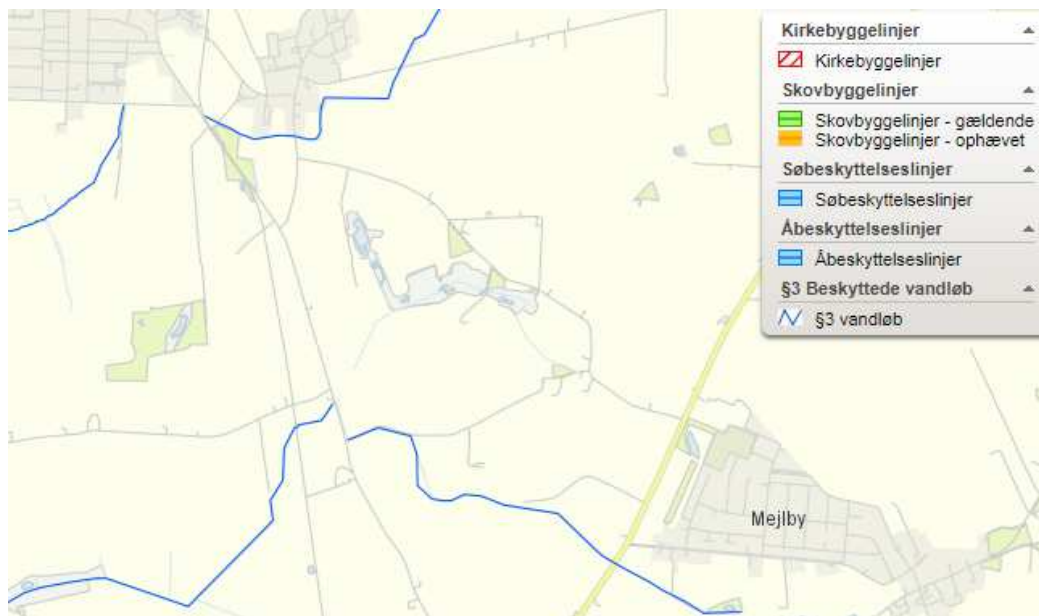 Kirkebyggelinjer
Kirkebyggelinjer
Skovbyggelinjer
Skovbyggelinjer - gældende
Skovbyggelinjer - ophævet
Søbeskyttelseslinjer
Søbeskyttelseslinjer
Åbeskyttelseslinjer
Åbeskyttelseslinjer
§3 Beskyttede vandløb
§3 vandløb
Mejlby